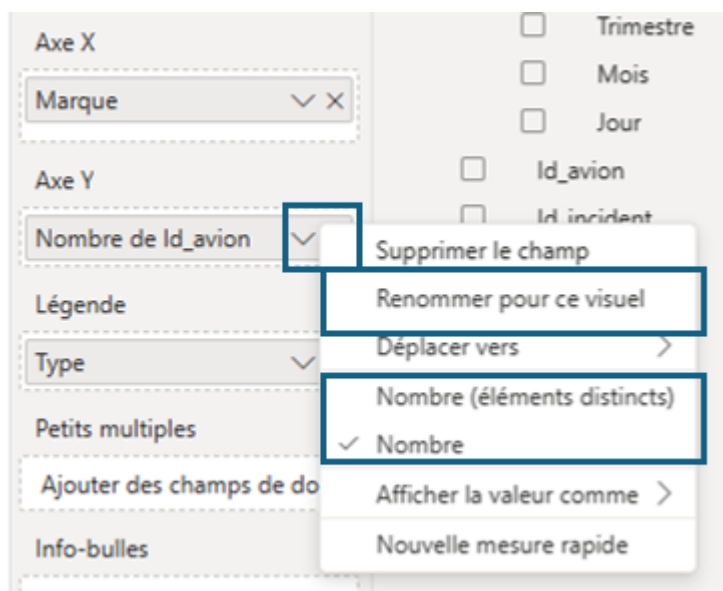 Axe X
Marque
Axe Y
Nombre de Id_avion
Légende
Type
Petits multiples
Ajouter des champs de do
Info-bulles
Trimestre
Mois
Jour
Id_avion
Id_incident
Supprimer le champ
Renommer pour ce visuel
Déplacer vers
Nombre (éléments distincts)
Nombre
Afficher la valeur comme
Nouvelle mesure rapide